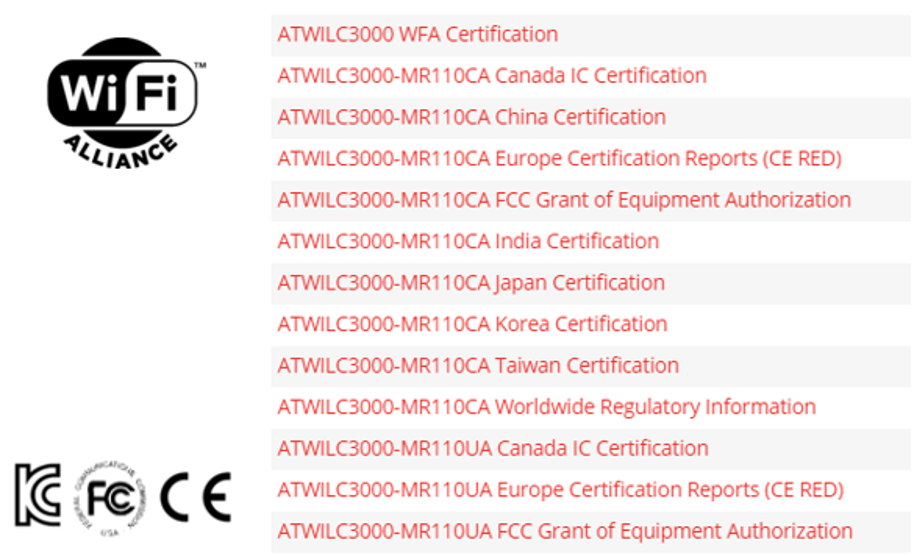 WiFi
TM
ALLIANCE
ATWILC3000 WFA Certification
ATWILC3000-MR110CA Canada IC Certification
ATWILC3000-MR110CA China Certification
ATWILC3000-MR110CA Europe Certification Reports (CE RED)
ATWILC3000-MR110CA FCC Grant of Equipment Authorization
ATWILC3000-MR110CA India Certification
ATWILC3000-MR110CA Japan Certification
ATWILC3000-MR110CA Korea Certification
ATWILC3000-MR110CA Taiwan Certification
ATWILC3000-MR110CA Worldwide Regulatory Information
ATWILC3000-MR110UA Canada IC Certification
ATWILC3000-MR110UA Europe Certification Reports (CE RED)
ATWILC3000-MR110UA FCC Grant of Equipment Authorization
KC
FEDERAL COMMUNICATIONS COMMISSION
FC
USA
CE